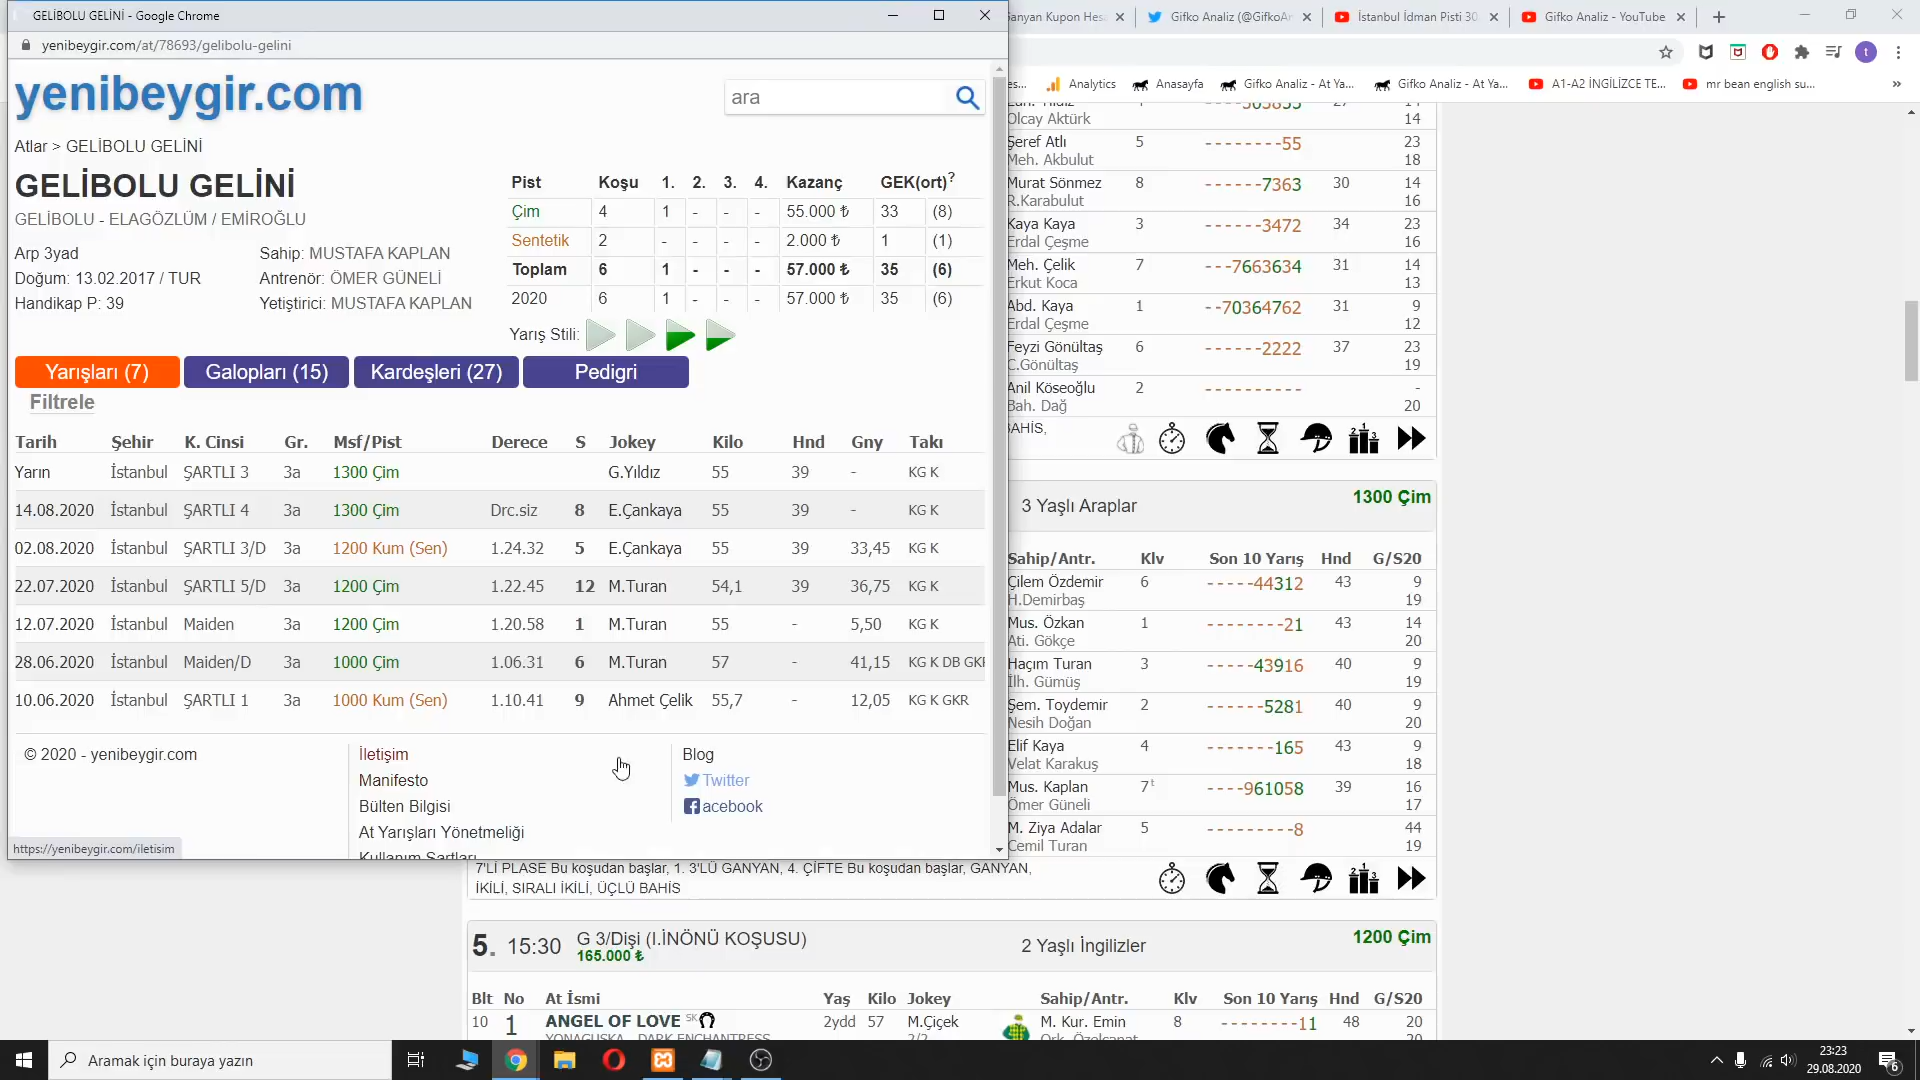 GELİBOLU GELİNİ - Google Chrome
yenibeygir.com/at/78693/gelibolu-gelini
yenibeygir.com
ara
Atlar > GELİBOLU GELİNİ
GELİBOLU GELİNİ
GELİBOLU - ELAGÖZLÜM / EMİROĞLU
Arp 3yad
Sahip: MUSTAFA KAPLAN
Doğum: 13.02.2017 / TUR
Antrenör: ÖMER GÜNELİ
Handikap P: 39
Yetiştirici: MUSTAFA KAPLAN
Pist Koşu 1. 2. 3. 4. Kazanç GEK(ort)?
Çim 4 1 - - - 55.000 ₺ 33 (8)
Sentetik 2 - - - - 2.000 ₺ 1 (1)
Toplam 6 1 - - - 57.000 ₺ 35 (6)
2020 6 1 - - - 57.000 ₺ 35 (6)
Yarış Stili:
Yarışları (7) Galopları (15) Kardeşleri (27) Pedigri
Filtrele
Tarih Şehir K. Cinsi Gr. Msf/Pist Derece S Jokey Kilo Hnd Gny Takı
Yarın İstanbul ŞARTLI 3 3a 1300 Çim G.Yıldız 55 39 - KG K
14.08.2020 İstanbul ŞARTLI 4 3a 1300 Çim Drc.siz 8 E.Çankaya 55 39 - KG K
02.08.2020 İstanbul ŞARTLI 3/D 3a 1200 Kum (Sen) 1.24.32 5 E.Çankaya 55 39 33,45 KG K
22.07.2020 İstanbul ŞARTLI 5/D 3a 1200 Çim 1.22.45 12 M.Turan 54,1 39 36,75 KG K
12.07.2020 İstanbul Maiden 3a 1200 Çim 1.20.58 1 M.Turan 55 - 5,50 KG K
28.06.2020 İstanbul Maiden/D 3a 1000 Çim 1.06.31 6 M.Turan 57 - 41,15 KG K DB GKR
10.06.2020 İstanbul ŞARTLI 1 3a 1000 Kum (Sen) 1.10.41 9 Ahmet Çelik 55,7 - 12,05 KG K GKR
© 2020 - yenibeygir.com
İletişim
Manifesto
Bülten Bilgisi
At Yarışları Yönetmeliği
Kullanım Şartları
Blog
Twitter
facebook
https://yenibeygir.com/iletisim
Ganyan Kupon Hesa
Gifko Analiz (@GifkoAn
İstanbul İdman Pisti 30
Gifko Analiz - YouTube
t
es...
Analytics
Anasayfa
Gifko Analiz - At Ya...
Gifko Analiz - At Ya...
A1-A2 İNGİLİZCE TE...
mr bean english su...
»
Olcay Aktürk 14
Şeref Atlı 5 --------55 23
Meh. Akbulut 18
Murat Sönmez 8 ------7363 30 14
R.Karabulut 16
Kaya Kaya 3 ------3472 34 23
Erdal Çeşme 16
Meh. Çelik 7 ---7663634 31 14
Erkut Koca 13
Abd. Kaya 1 --70364762 31 9
Erdal Çeşme 12
Feyzi Gönültaş 6 ------2222 37 23
C.Gönültaş 19
Anil Köseoğlu 2 ---------- -
Bah. Dağ 20
BAHİS,
3 Yaşlı Araplar
1300 Çim
Sahip/Antr. Klv Son 10 Yarış Hnd G/S20
Çilem Özdemir 6 -----44312 43 9
H.Demirbaş 19
Mus. Özkan 1 --------21 43 14
Ati. Gökçe 20
Haçım Turan 3 -----43916 40 9
İlh. Gümüş 19
Şem. Toydemir 2 ------5281 40 9
Nesih Doğan 20
Elif Kaya 4 -------165 43 9
Velat Karakuş 18
Mus. Kaplan 7t ----961058 39 16
Ömer Güneli 17
M. Ziya Adalar 5 ---------8 44
Cemil Turan 19
7'Lİ PLASE Bu koşudan başlar, 1. 3'LÜ GANYAN, 4. ÇİFTE Bu koşudan başlar, GANYAN,
İKİLİ, SIRALI İKİLİ, ÜÇLÜ BAHİS
5. 15:30 G 3/Dişi (I.İNÖNÜ KOŞUSU)
165.000 ₺
2 Yaşlı İngilizler
1200 Çim
Blt No At İsmi Yaş Kilo Jokey Sahip/Antr. Klv Son 10 Yarış Hnd G/S20
10 1 ANGEL OF LOVE SK 2ydd 57 M.Çiçek M. Kur. Emin 8 --------11 48 20
YONAGUSKA - DARK ENCHANTRESS 2/2 Ork. Özelcanat 20
Aramak için buraya yazın
23:23
29.08.2020
6